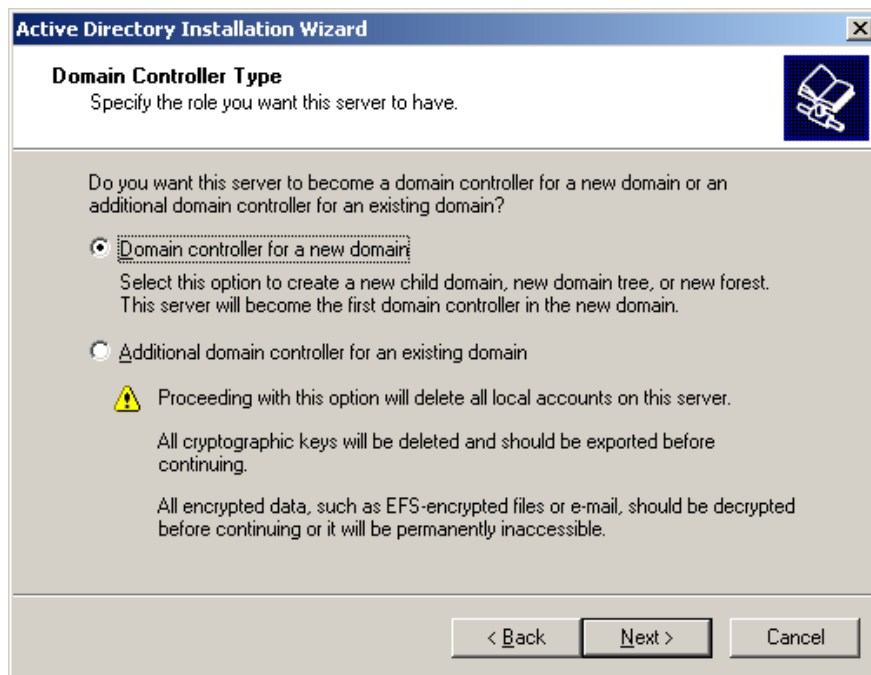 Active Directory Installation Wizard
Domain Controller Type
Specify the role you want this server to have.
Do you want this server to become a domain controller for a new domain or an
additional domain controller for an existing domain?
Domain controller for a new domain
Select this option to create a new child domain, new domain tree, or new forest.
This server will become the first domain controller in the new domain.
Additional domain controller for an existing domain
Proceeding with this option will delete all local accounts on this server.
All cryptographic keys will be deleted and should be exported before
continuing.
All encrypted data, such as EFS-encrypted files or e-mail, should be decrypted
before continuing or it will be permanently inaccessible.
< Back Next > Cancel